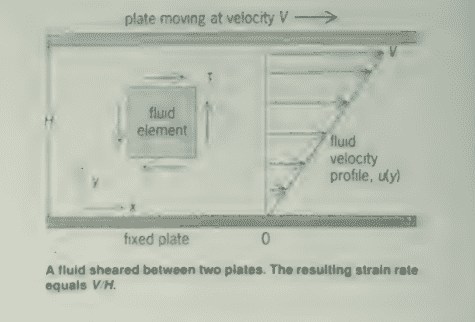 plate moving at velocity V
V
τ
H
fluid
element
fluid
velocity
profile, u(y)
y
x
fixed plate
0
A fluid sheared between two plates. The resulting strain rate
equals V/H.